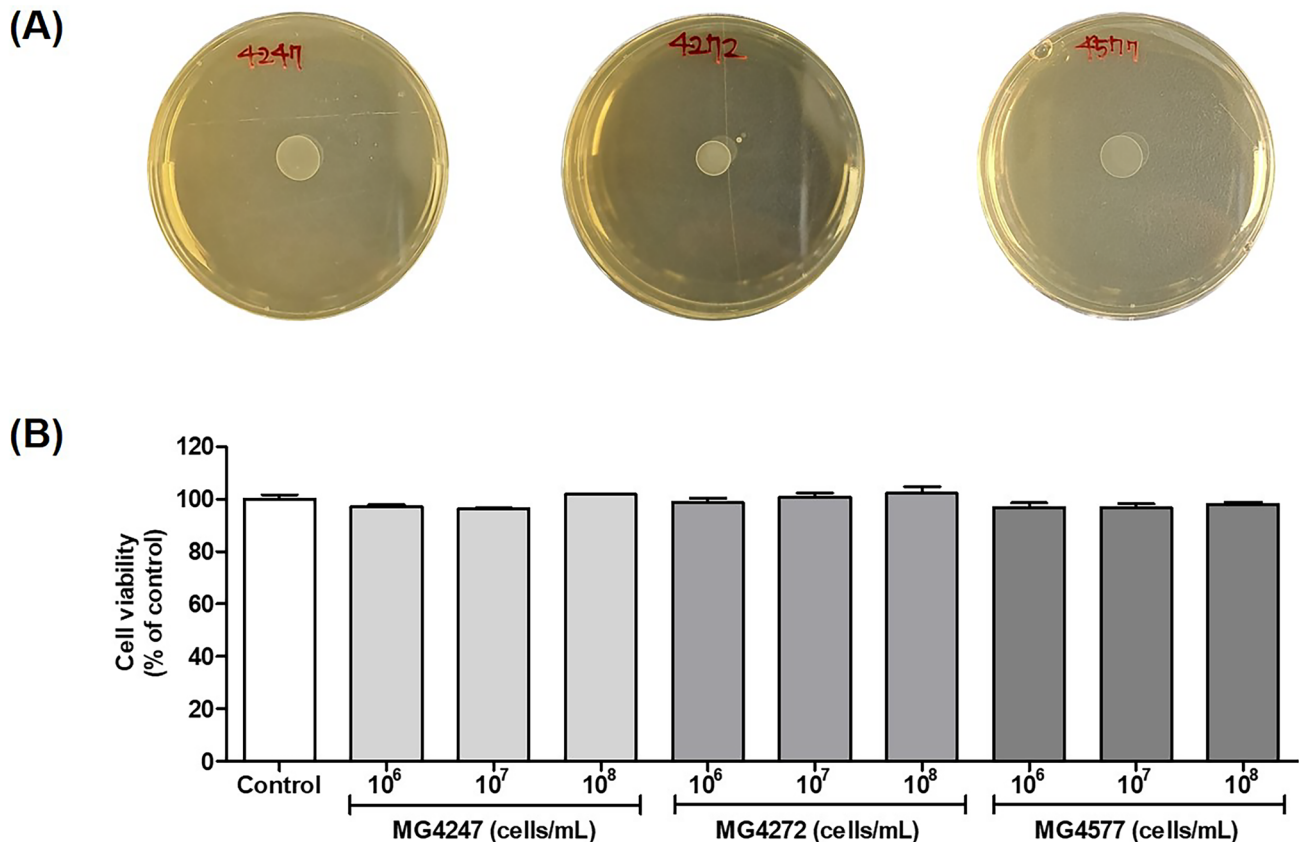 (A)
4247
4272
4577
(B)
Cell viability
(% of control)
120
100
80
60
40
20
0
Control
10⁶
10⁷
10⁸
10⁶
10⁷
10⁸
10⁶
10⁷
10⁸
MG4247 (cells/mL)
MG4272 (cells/mL)
MG4577 (cells/mL)